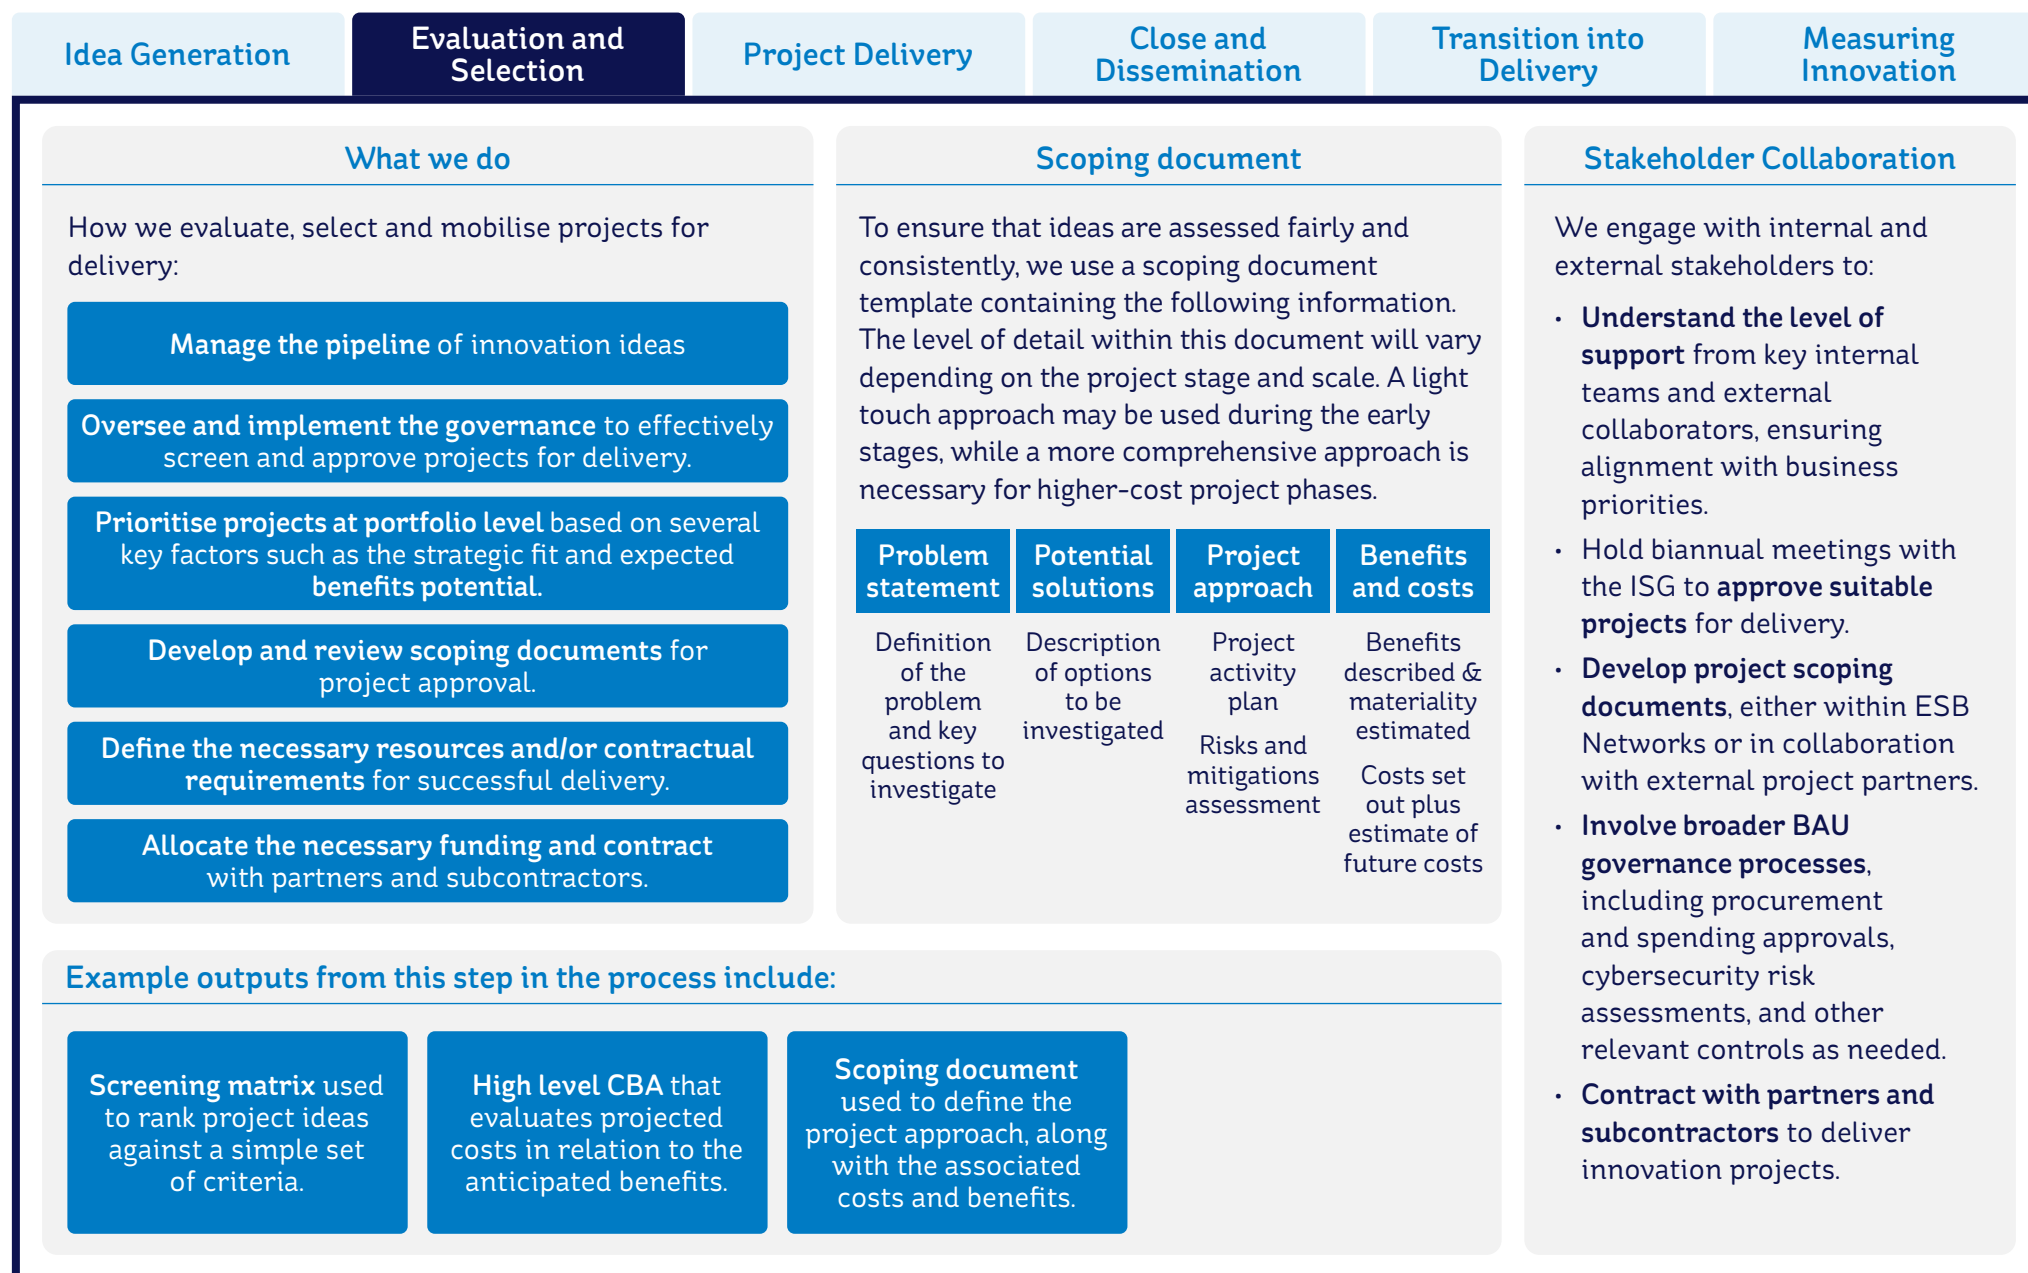 Idea Generation
Evaluation and
Selection
Project Delivery
Close and
Dissemination
Transition into
Delivery
Measuring
Innovation
What we do
How we evaluate, select and mobilise projects for
delivery:
Manage the pipeline of innovation ideas
Oversee and implement the governance to effectively
screen and approve projects for delivery.
Prioritise projects at portfolio level based on several
key factors such as the strategic fit and expected
benefits potential.
Develop and review scoping documents for
project approval.
Define the necessary resources and/or contractual
requirements for successful delivery.
Allocate the necessary funding and contract
with partners and subcontractors.
Scoping document
To ensure that ideas are assessed fairly and
consistently, we use a scoping document
template containing the following information.
The level of detail within this document will vary
depending on the project stage and scale. A light
touch approach may be used during the early
stages, while a more comprehensive approach is
necessary for higher-cost project phases.
Problem
statement
Definition
of the
problem
and key
questions to
investigate
Potential
solutions
Description
of options
to be
investigated
Project
approach
Project
activity
plan
Risks and
mitigations
assessment
Benefits
and costs
Benefits
described &
materiality
estimated
Costs set
out plus
estimate of
future costs
Stakeholder Collaboration
We engage with internal and
external stakeholders to:
• Understand the level of
support from key internal
teams and external
collaborators, ensuring
alignment with business
priorities.
• Hold biannual meetings with
the ISG to approve suitable
projects for delivery.
• Develop project scoping
documents, either within ESB
Networks or in collaboration
with external project partners.
• Involve broader BAU
governance processes,
including procurement
and spending approvals,
cybersecurity risk
assessments, and other
relevant controls as needed.
• Contract with partners and
subcontractors to deliver
innovation projects.
Example outputs from this step in the process include:
Screening matrix used
to rank project ideas
against a simple set
of criteria.
High level CBA that
evaluates projected
costs in relation to the
anticipated benefits.
Scoping document
used to define the
project approach, along
with the associated
costs and benefits.